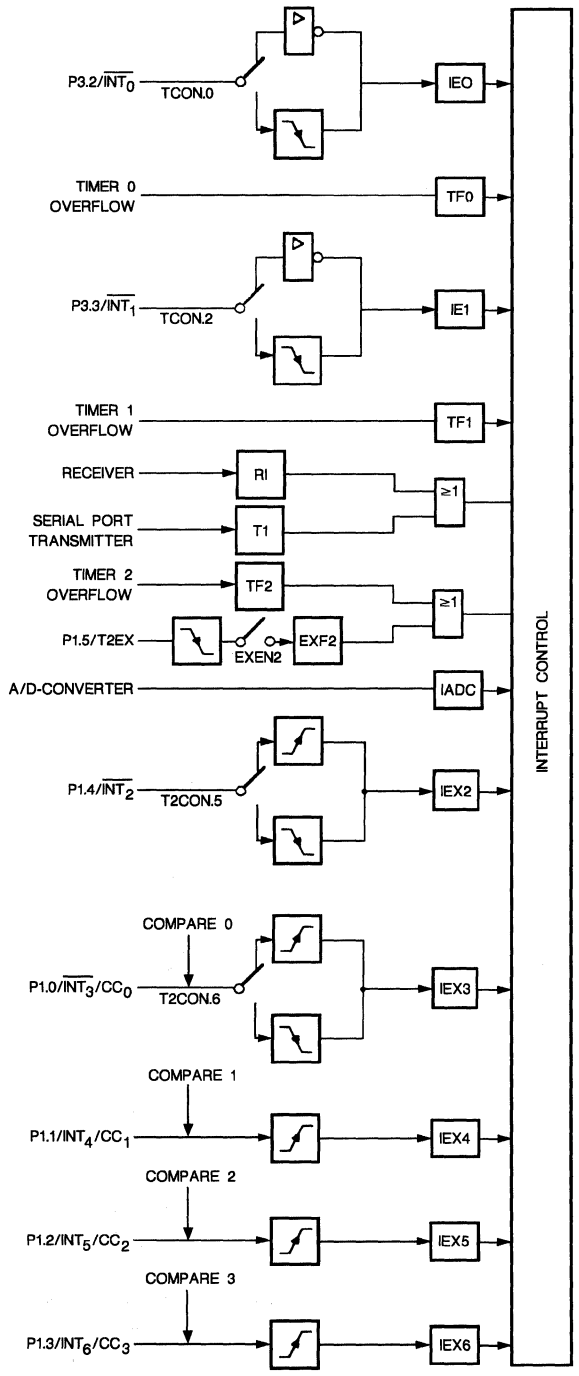 P3.2/INT0
TCON.0
IE0
TIMER 0
OVERFLOW
TF0
P3.3/INT1
TCON.2
IE1
TIMER 1
OVERFLOW
TF1
RECEIVER
RI
≥1
SERIAL PORT
TRANSMITTER
T1
TIMER 2
OVERFLOW
TF2
≥1
P1.5/T2EX
EXEN2
EXF2
A/D-CONVERTER
IADC
INTERRUPT CONTROL
P1.4/INT2
T2CON.5
IEX2
COMPARE 0
P1.0/INT3/CC0
T2CON.6
IEX3
COMPARE 1
P1.1/INT4/CC1
IEX4
COMPARE 2
P1.2/INT5/CC2
IEX5
COMPARE 3
P1.3/INT6/CC3
IEX6